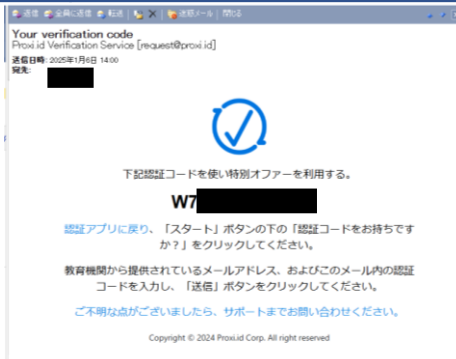 返信 全員に返信 転送 迷惑メール 閉じる
Your verification code
Proxi.id Verification Service [request@proxi.id]
送信日時: 2025年1月6日 14:00
宛先:
下記認証コードを使い特別オファーを利用する。
W7
認証アプリに戻り、「スタート」ボタンの下の「認証コードをお持ちです
か？」をクリックしてください。
教育機関から提供されているメールアドレス、およびこのメール内の認証
コードを入力し、「送信」ボタンをクリックしてください。
ご不明な点がございましたら、サポートまでお問い合わせください。
Copyright © 2024 Proxi.id Corp. All right reserved